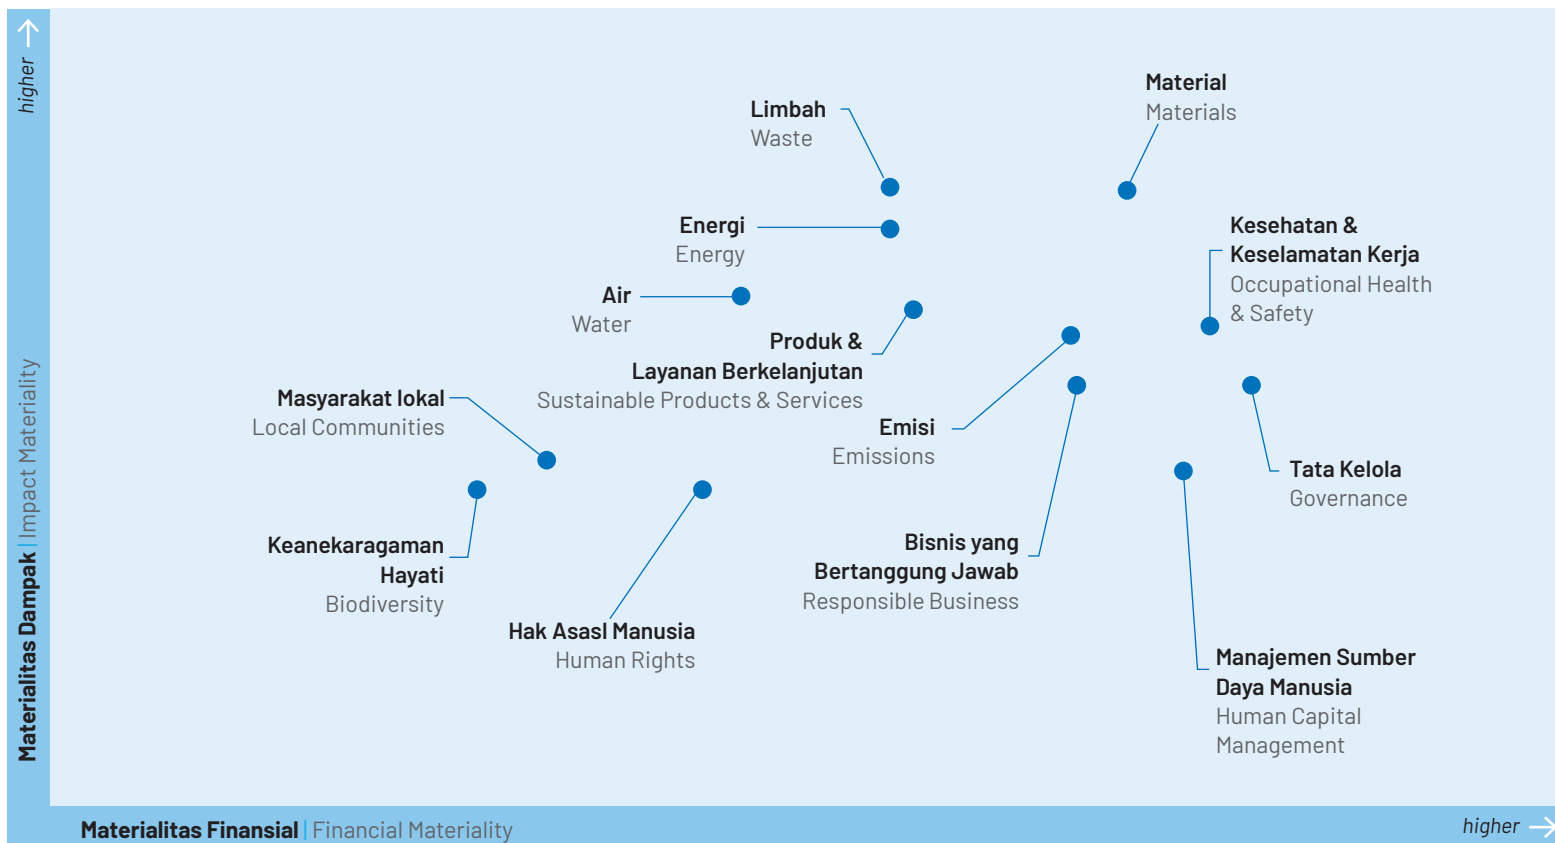 higher
Materialitas Dampak | Impact Materiality
Material
Materials
Limbah
Waste
Energi
Energy
Kesehatan &
Keselamatan Kerja
Occupational Health
& Safety
Air
Water
Produk &
Layanan Berkelanjutan
Sustainable Products & Services
Masyarakat lokal
Local Communities
Emisi
Emissions
Tata Kelola
Governance
Keanekaragaman
Hayati
Biodiversity
Bisnis yang
Bertanggung Jawab
Responsible Business
Hak AsasI Manusia
Human Rights
Manajemen Sumber
Daya Manusia
Human Capital
Management
Materialitas Finansial | Financial Materiality
higher